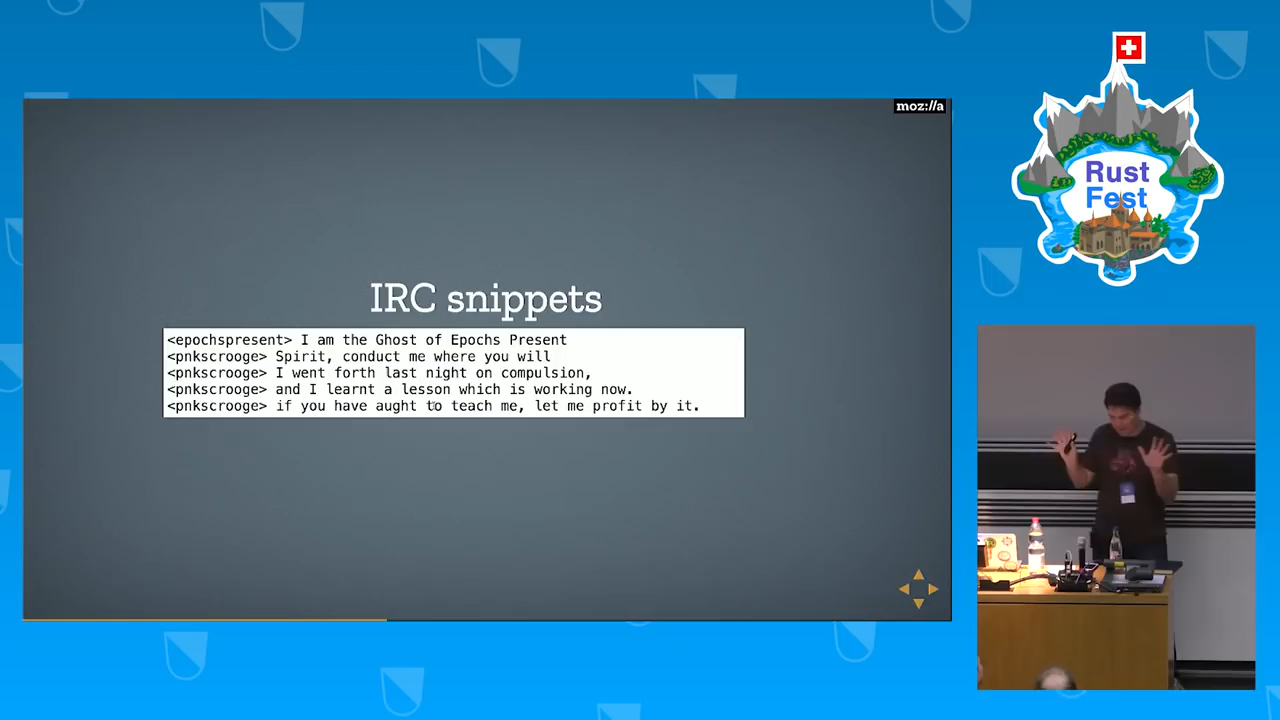 moz://a
Rust
Fest
IRC snippets
<epochspresent> I am the Ghost of Epochs Present
<pnkscrooge> Spirit, conduct me where you will
<pnkscrooge> I went forth last night on compulsion,
<pnkscrooge> and I learnt a lesson which is working now.
<pnkscrooge> if you have aught to teach me, let me profit by it.